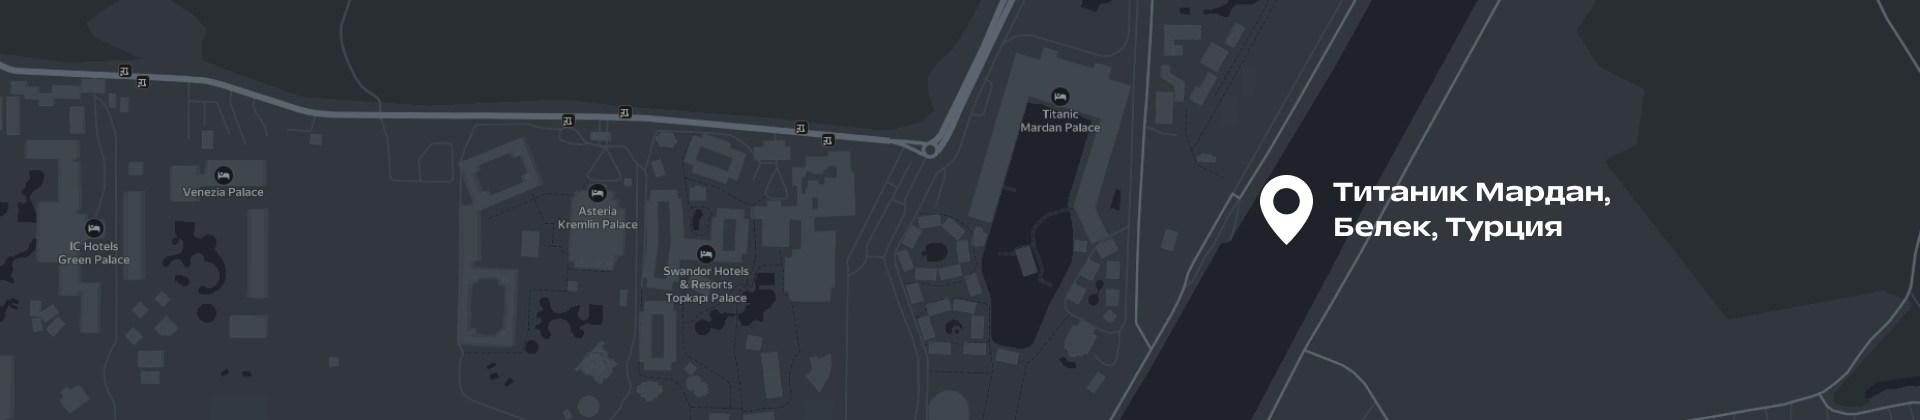 Titanic
Mardan Palace
Venezia Palace
Титаник Мардан,
Белек, Турция
Asteria
Kremlin Palace
IC Hotels
Green Palace
Swandor Hotels
& Resorts
Topkapi Palace